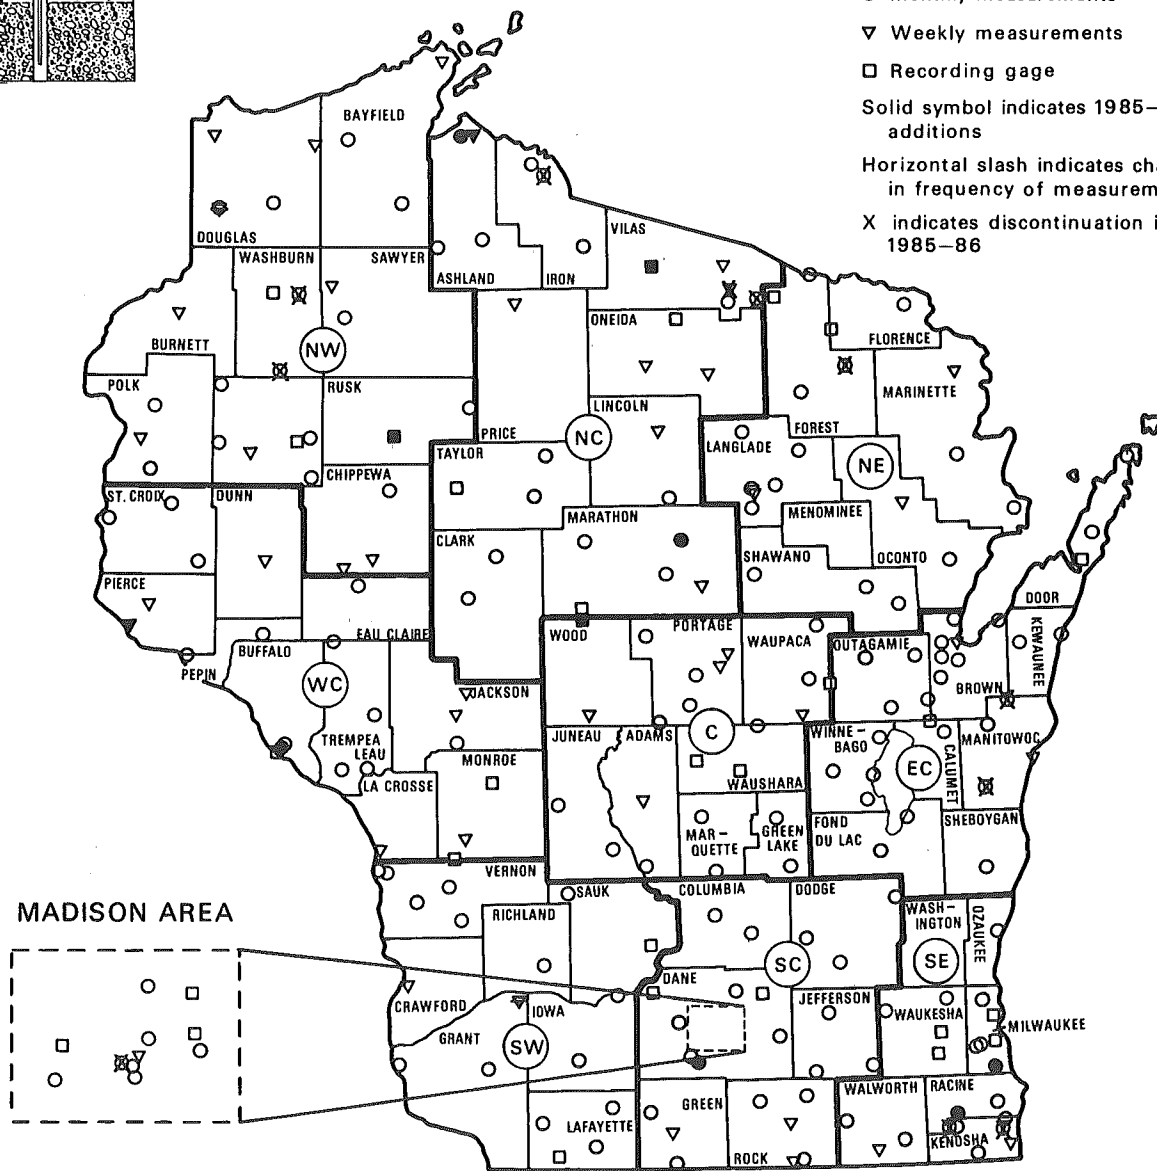 ▽ Weekly measurements
□ Recording gage
Solid symbol indicates 1985–
additions
Horizontal slash indicates
in frequency of
X indicates discontinuation
1985–86
BAYFIELD
DOUGLAS
WASHBURN
SAWYER
ASHLAND
IRON
VILAS
ONEIDA
FLORENCE
BURNETT
NW
POLK
RUSK
MARINETTE
LINCOLN
NC
PRICE
FOREST
TAYLOR
LANGLADE
NE
CHIPPEWA
ST. CROIX
DUNN
MARATHON
MENOMINEE
CLARK
SHAWANO
OCONTO
PIERCE
DOOR
EAU CLAIRE
WOOD
PORTAGE
WAUPACA
OUTAGAMIE
KEWAUNEE
BUFFALO
PEPIN
WC
JACKSON
BROWN
TREMPEA
LEAU
JUNEAU
ADAMS
C
WINNE–
BAGO
EC
CALUMET
MANITOWOC
MONROE
LA CROSSE
WAUSHARA
MAR–
QUETTE
GREEN
LAKE
FOND
DU LAC
SHEBOYGAN
VERNON
SAUK
COLUMBIA
DODGE
MADISON AREA
RICHLAND
WASH–
INGTON
OZAUKEE
SC
SE
DANE
CRAWFORD
IOWA
JEFFERSON
WAUKESHA
GRANT
SW
MILWAUKEE
WALWORTH
RACINE
GREEN
LAFAYETTE
ROCK
KENOSHA